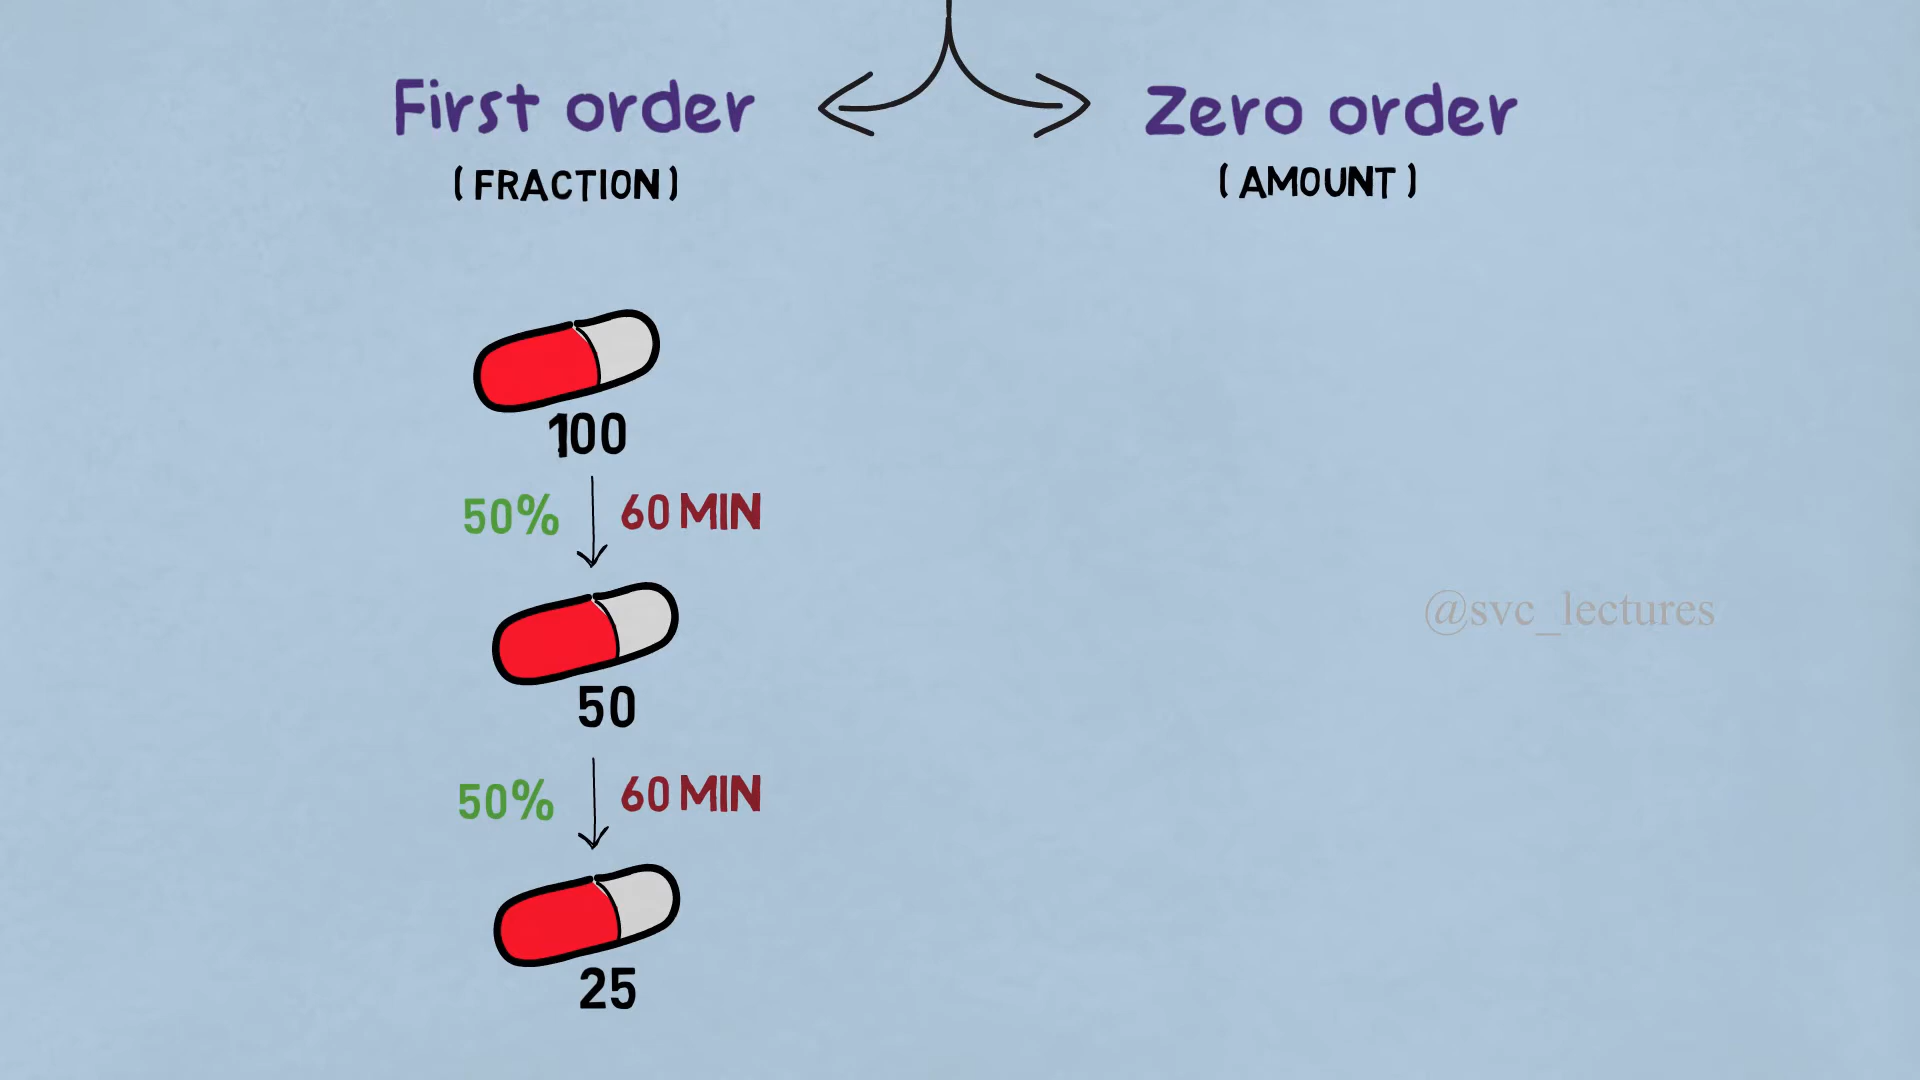 First order
(FRACTION)
100
50% 60 MIN
50
50% 60 MIN
25
Zero order
(AMOUNT)
@svc_lectures